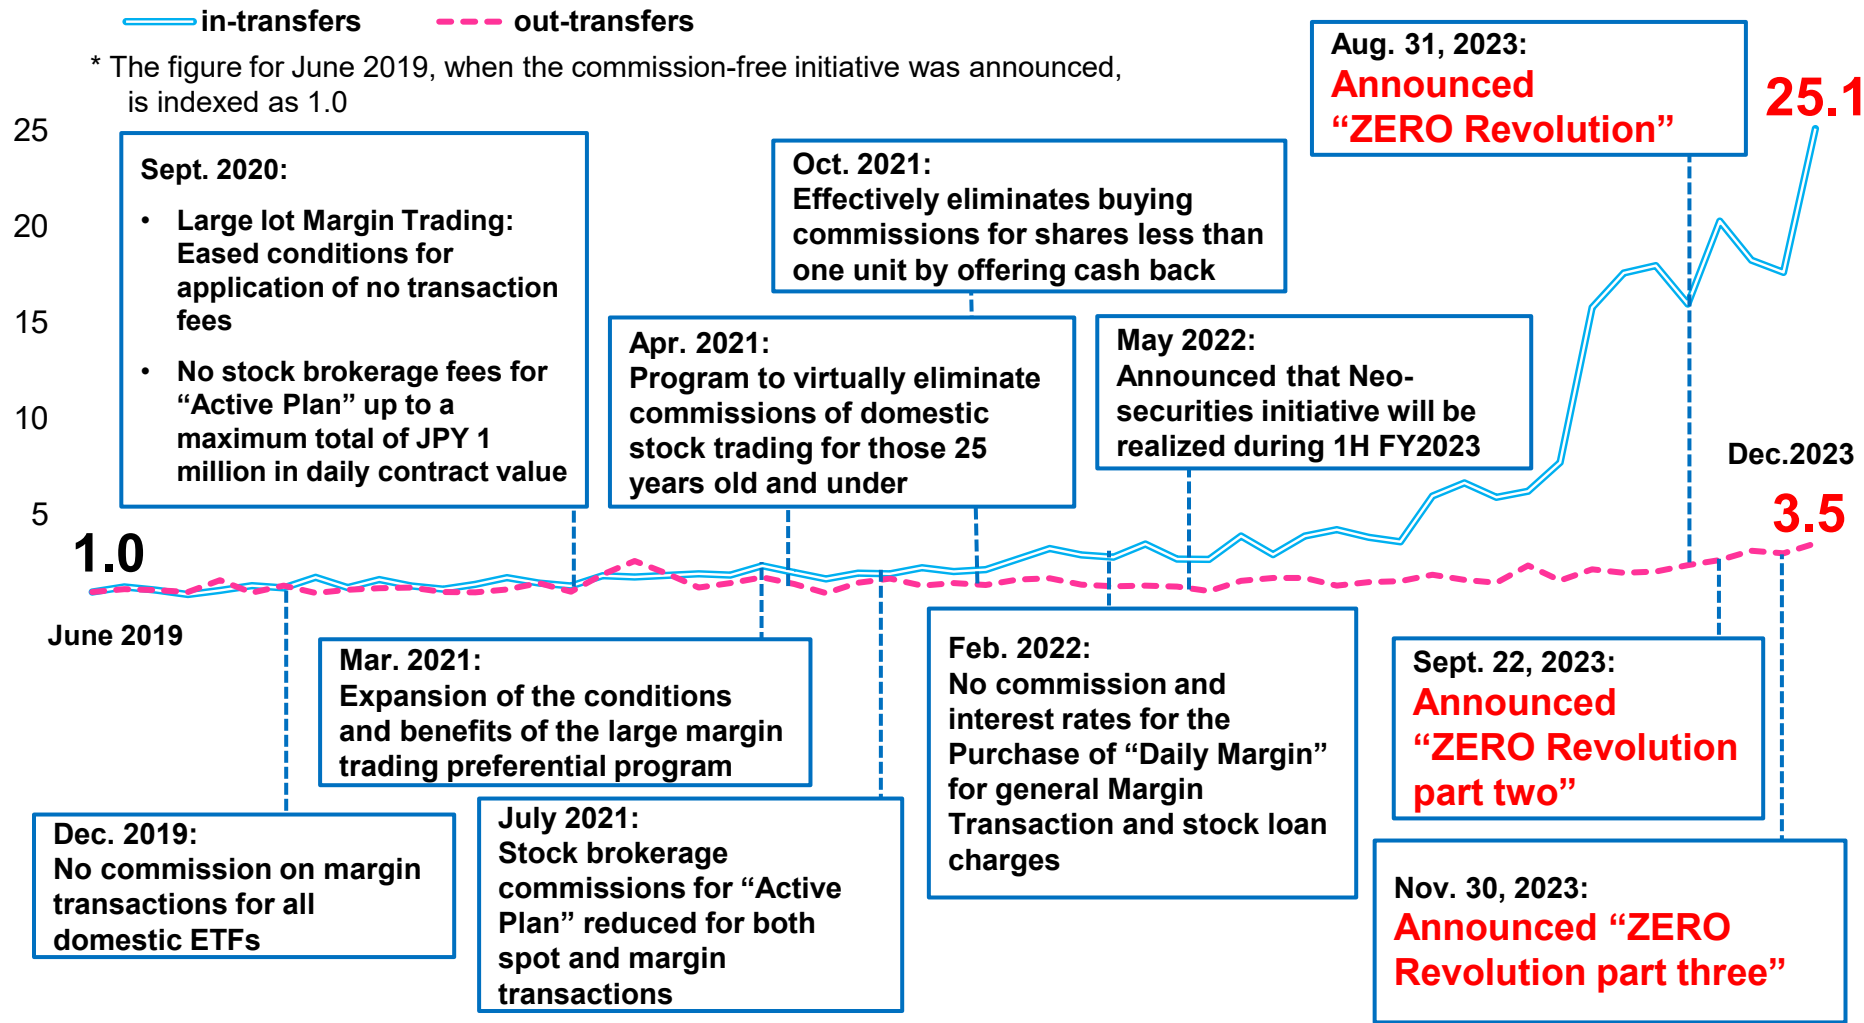 in-transfers
out-transfers
* The figure for June 2019, when the commission-free initiative was announced,
is indexed as 1.0
25
20
15
10
5
1.0
June 2019
Sept. 2020:
• Large lot Margin Trading:
Eased conditions for
application of no transaction
fees
• No stock brokerage fees for
“Active Plan” up to a
maximum total of JPY 1
million in daily contract value
Oct. 2021:
Effectively eliminates buying
commissions for shares less than
one unit by offering cash back
Apr. 2021:
Program to virtually eliminate
commissions of domestic
stock trading for those 25
years old and under
May 2022:
Announced that Neo-
securities initiative will be
realized during 1H FY2023
Aug. 31, 2023:
Announced
“ZERO Revolution”
25.1
Dec.2023
3.5
Mar. 2021:
Expansion of the conditions
and benefits of the large margin
trading preferential program
Dec. 2019:
No commission on margin
transactions for all
domestic ETFs
July 2021:
Stock brokerage
commissions for “Active
Plan” reduced for both
spot and margin
transactions
Feb. 2022:
No commission and
interest rates for the
Purchase of “Daily Margin”
for general Margin
Transaction and stock loan
charges
Sept. 22, 2023:
Announced
“ZERO Revolution
part two”
Nov. 30, 2023:
Announced “ZERO
Revolution part three”